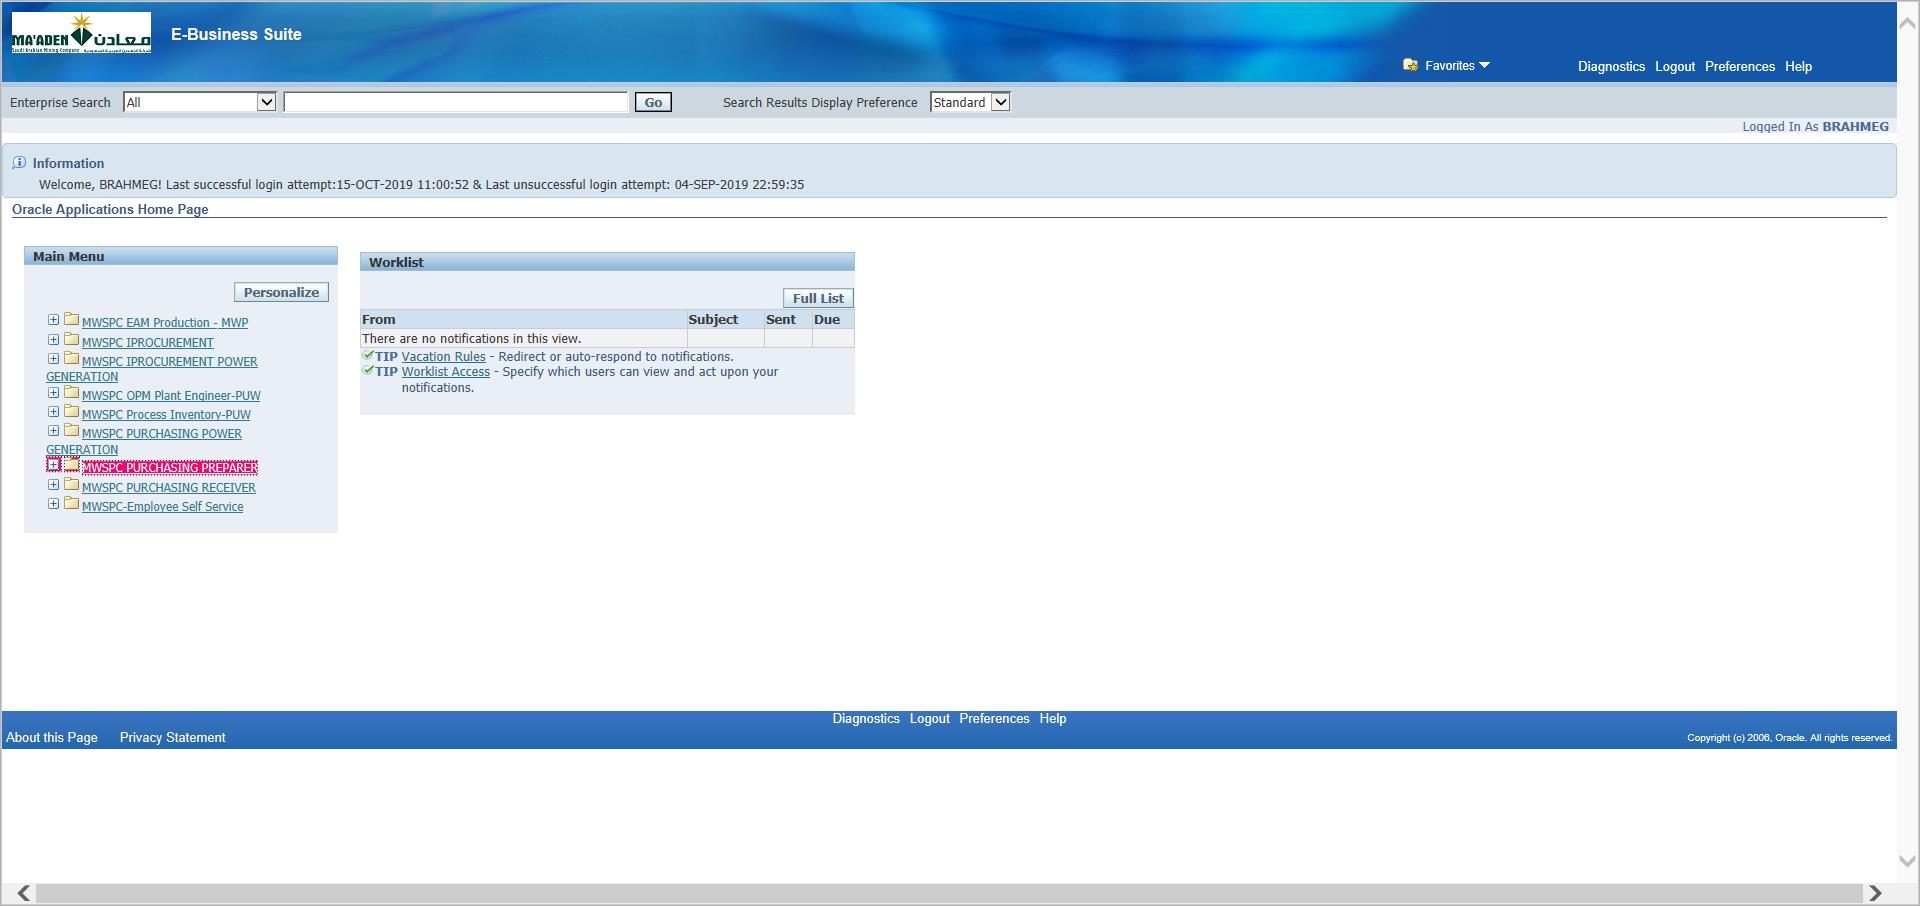 MA'ADEN معادن
Saudi Arabian Mining Company
E-Business Suite
Favorites
Diagnostics Logout Preferences Help
Enterprise Search All Go Search Results Display Preference Standard
Logged In As BRAHMEG
Information
Welcome, BRAHMEG! Last successful login attempt:15-OCT-2019 11:00:52 & Last unsuccessful login attempt: 04-SEP-2019 22:59:35
Oracle Applications Home Page
Main Menu
Personalize
MWSPC EAM Production - MWP
MWSPC IPROCUREMENT
MWSPC IPROCUREMENT POWER
GENERATION
MWSPC OPM Plant Engineer-PUW
MWSPC Process Inventory-PUW
MWSPC PURCHASING POWER
GENERATION
MWSPC PURCHASING PREPARER
MWSPC PURCHASING RECEIVER
MWSPC-Employee Self Service
Worklist
Full List
From Subject Sent Due
There are no notifications in this view.
TIP Vacation Rules - Redirect or auto-respond to notifications.
TIP Worklist Access - Specify which users can view and act upon your
notifications.
Diagnostics Logout Preferences Help
About this Page Privacy Statement
Copyright (c) 2006, Oracle. All rights reserved.